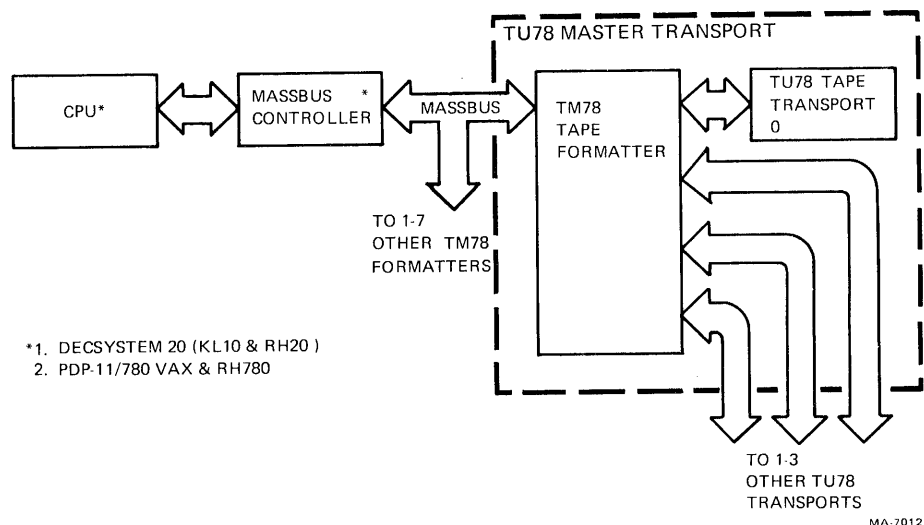 TU78 MASTER TRANSPORT
CPU*
MASSBUS *
CONTROLLER
MASSBUS
TM78
TAPE
FORMATTER
TU78 TAPE
TRANSPORT
0
TO 1-7
OTHER TM78
FORMATTERS
*1. DECSYSTEM 20 (KL10 & RH20 )
2. PDP-11/780 VAX & RH780
TO 1-3
OTHER TU78
TRANSPORTS
MA-7012